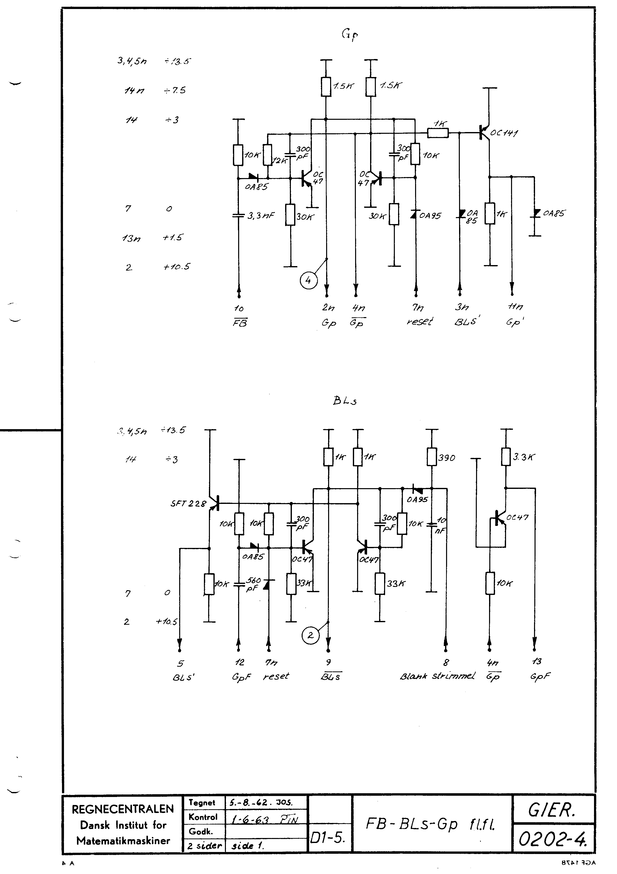 Gp
3,4,5n ÷13.5
14n ÷7.5
14 ÷3
7 0
13n +1.5
2 +10.5
1.5K 1.5K
1K
OC141
10K 12K 300 pF OC 47 OC 47 300 pF 10K
OA85
3,3nF 30K 30K OA95 OA 85 1K OA85
4
10 2n 4n 7n 3n 11n
FB Gp Gp reset BLs' Gp'
BLs
3,4,5n ÷13.5
14 ÷3
7 0
2 +10.5
1K 1K 390 3.3K
OA95
SFT228
10K 10K 300 pF 300 pF 10K 10 nF OC47
OA85 OC47 OC47
10K 560 pF 33K 33K 10K
2
5 12 7n 9 8 4n 13
BLs' GpF reset BLs Blank strimmel Gp GpF
REGNECENTRALEN
Dansk Institut for
Matematikmaskiner
Tegnet 5.-8.-62. JOS.
Kontrol 1-6-63
Godk.
2 sider side 1.
D1-5.
FB-BLs-Gp fl.fl.
GIER.
0202-4.
A 4
AGF 1478